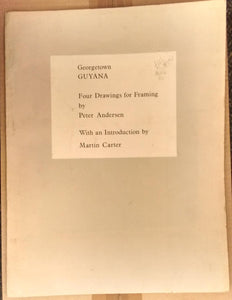 Georgetown
GUYANA
Four Drawings for Framing
by
Peter Andersen
With an Introduction by
Martin Carter